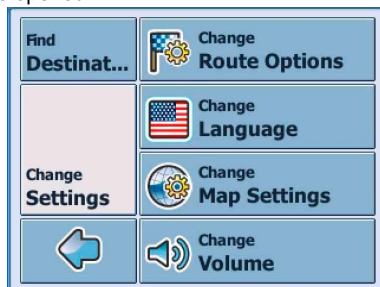 Find
Destinat...
Change
Route Options
Change
Language
Change
Settings
Change
Map Settings
Change
Volume